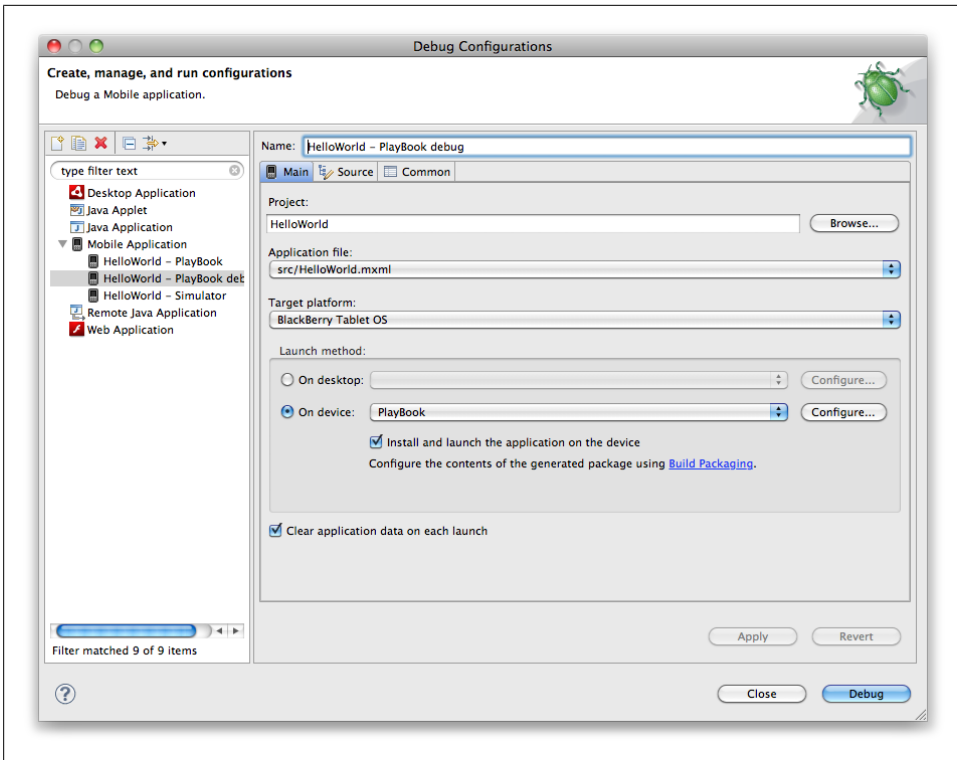 Debug Configurations
Create, manage, and run configurations
Debug a Mobile application.
type filter text
Desktop Application
Java Applet
Java Application
Mobile Application
HelloWorld – PlayBook
HelloWorld – PlayBook deb
HelloWorld – Simulator
Remote Java Application
Web Application
Filter matched 9 of 9 items
Name: HelloWorld – PlayBook debug
Main Source Common
Project:
HelloWorld Browse...
Application file:
src/HelloWorld.mxml
Target platform:
BlackBerry Tablet OS
Launch method:
On desktop: Configure...
On device: PlayBook Configure...
Install and launch the application on the device
Configure the contents of the generated package using Build Packaging.
Clear application data on each launch
Apply Revert
? Close Debug